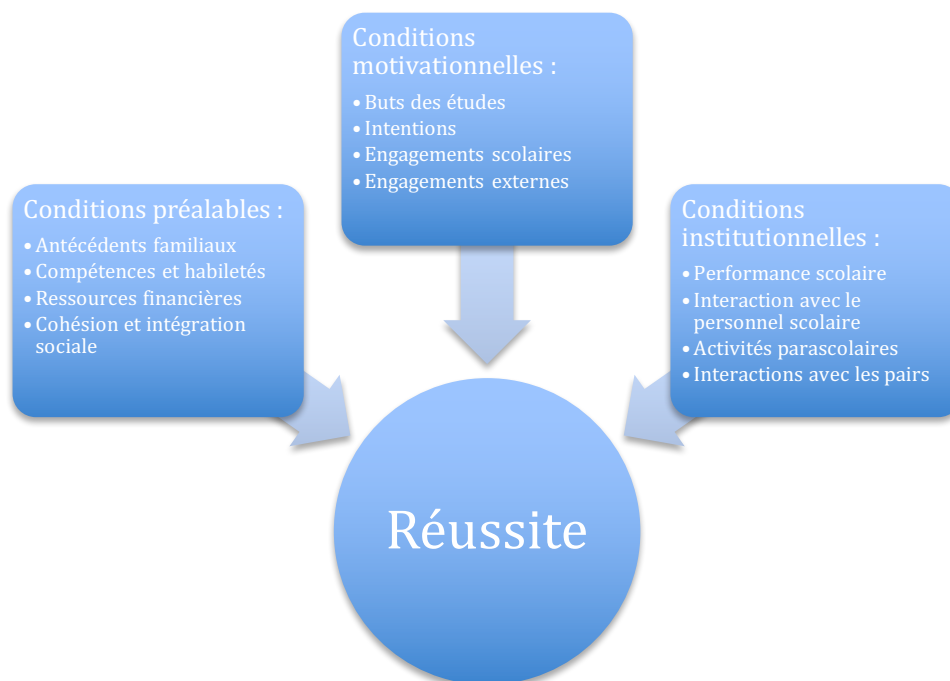 Conditions préalables :
• Antécédents familiaux
• Compétences et habiletés
• Ressources financières
• Cohésion et intégration
sociale
Conditions
motivationnelles :
• Buts des études
• Intentions
• Engagements scolaires
• Engagements externes
Conditions
institutionnelles :
• Performance scolaire
• Interaction avec le
personnel scolaire
• Activités parascolaires
• Interactions avec les pairs
Réussite